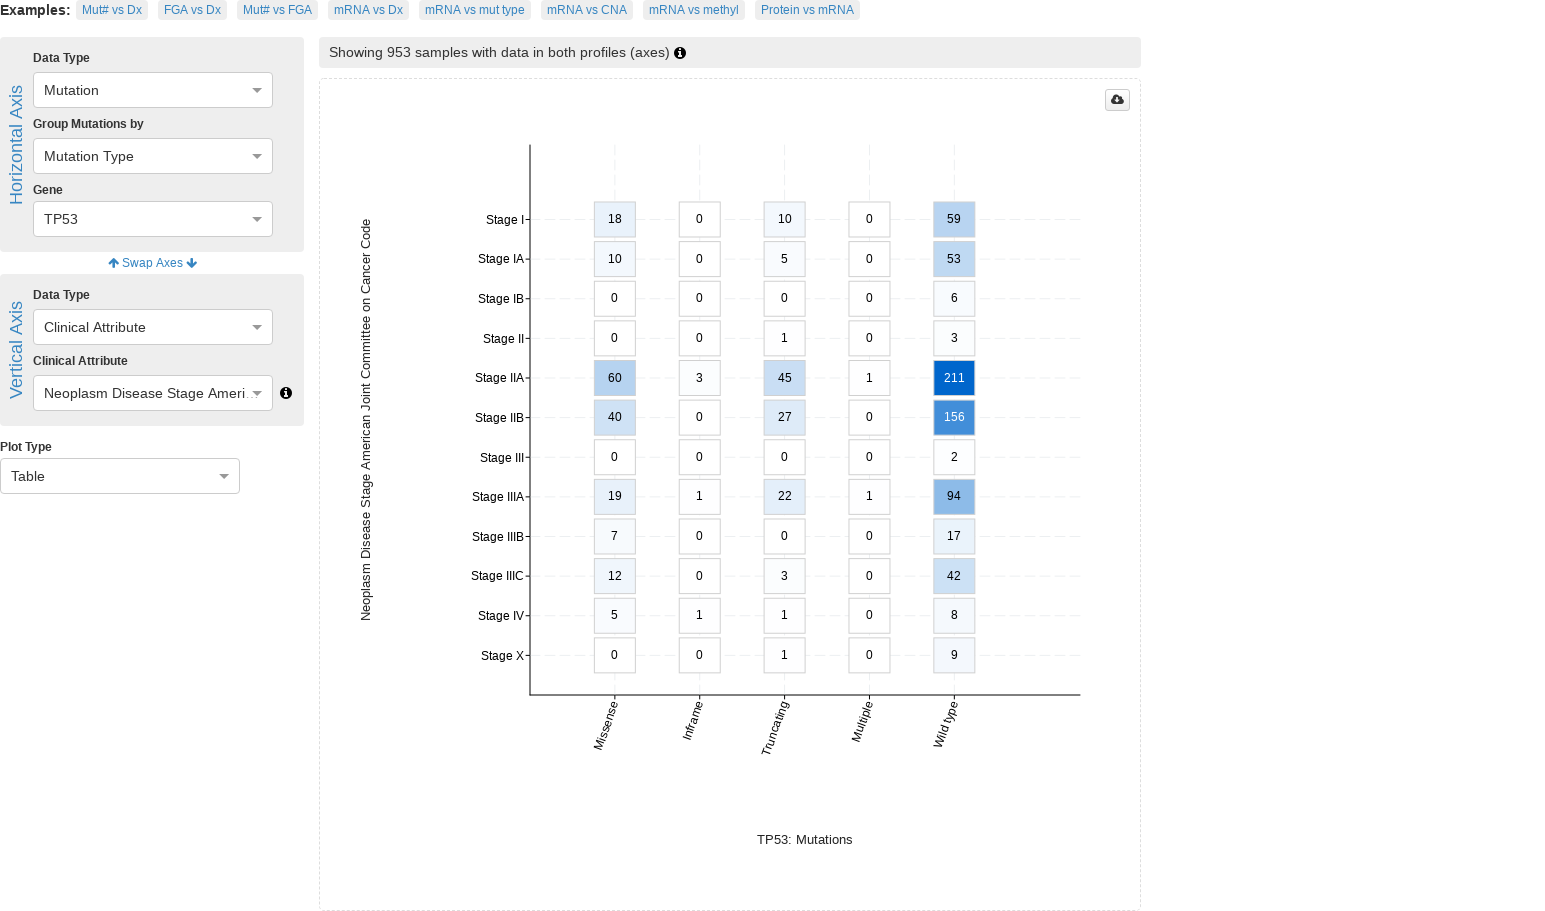 Examples: Mut# vs Dx FGA vs Dx Mut# vs FGA mRNA vs Dx mRNA vs mut type mRNA vs CNA mRNA vs methyl Protein vs mRNA
Horizontal Axis
Data Type
Mutation
Group Mutations by
Mutation Type
Gene
TP53
Swap Axes
Vertical Axis
Data Type
Clinical Attribute
Clinical Attribute
Neoplasm Disease Stage Ameri...
Plot Type
Table
Showing 953 samples with data in both profiles (axes)
Neoplasm Disease Stage American Joint Committee on Cancer Code
Stage I 18 0 10 0 59
Stage IA 10 0 5 0 53
Stage IB 0 0 0 0 6
Stage II 0 0 1 0 3
Stage IIA 60 3 45 1 211
Stage IIB 40 0 27 0 156
Stage III 0 0 0 0 2
Stage IIIA 19 1 22 1 94
Stage IIIB 7 0 0 0 17
Stage IIIC 12 0 3 0 42
Stage IV 5 1 1 0 8
Stage X 0 0 1 0 9
Missense Inframe Truncating Multiple Wild type
TP53: Mutations